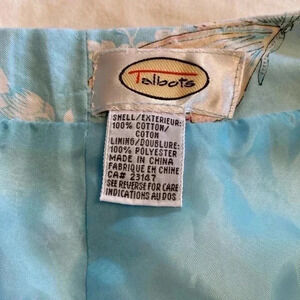 Talbots
SHELL/EXTERIEUR:
100% COTTON/
COTON
LINING/DOUBLURE:
100% POLYESTER
MADE IN CHINA
FABRIQUE EN CHINE
CA# 23167
SEE REVERSE FOR CARE
INDICATIONS AU DOS